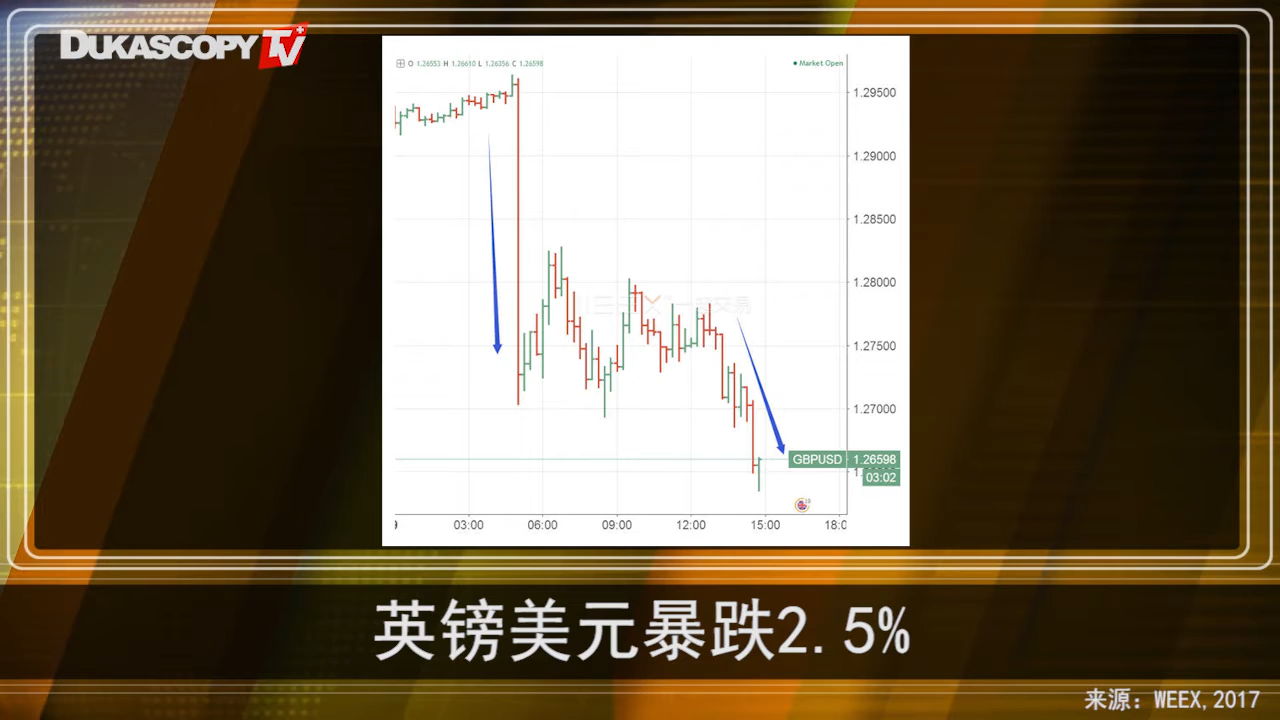 DUKASCOPY TV
O 1.26553 H 1.26610 L 1.26356 C 1.26598
Market Open
1.29500
1.29000
1.28500
1.28000
1.27500
1.27000
GBPUSD 1.26598
03:02
03:00 06:00 09:00 12:00 15:00 18:0
英镑美元暴跌2.5%
来源：WEEX,2017